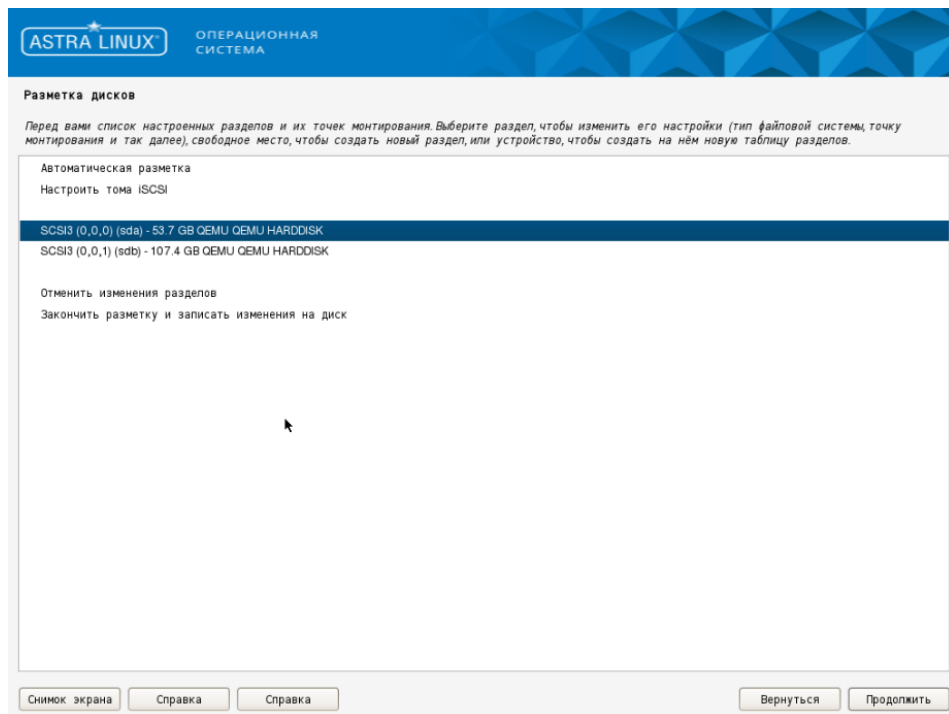 ASTRA LINUX
ОПЕРАЦИОННАЯ
СИСТЕМА
Разметка дисков
Перед вами список настроенных разделов и их точек монтирования. Выберите раздел, чтобы изменить его настройки (тип файловой системы, точку
монтирования и так далее), свободное место, чтобы создать новый раздел, или устройство, чтобы создать на нём новую таблицу разделов.
Автоматическая разметка
Настроить тома iSCSI
SCSI3 (0,0,0) (sda) - 53.7 GB QEMU QEMU HARDDISK
SCSI3 (0,0,1) (sdb) - 107.4 GB QEMU QEMU HARDDISK
Отменить изменения разделов
Закончить разметку и записать изменения на диск
Снимок экрана Справка Справка Вернуться Продолжить